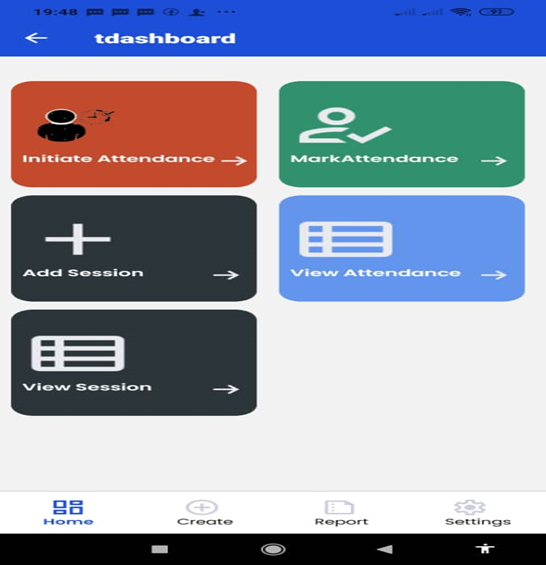 19:48
tdashboard
Initiate Attendance
MarkAttendance
Add Session
View Attendance
View Session
Home
Create
Report
Settings